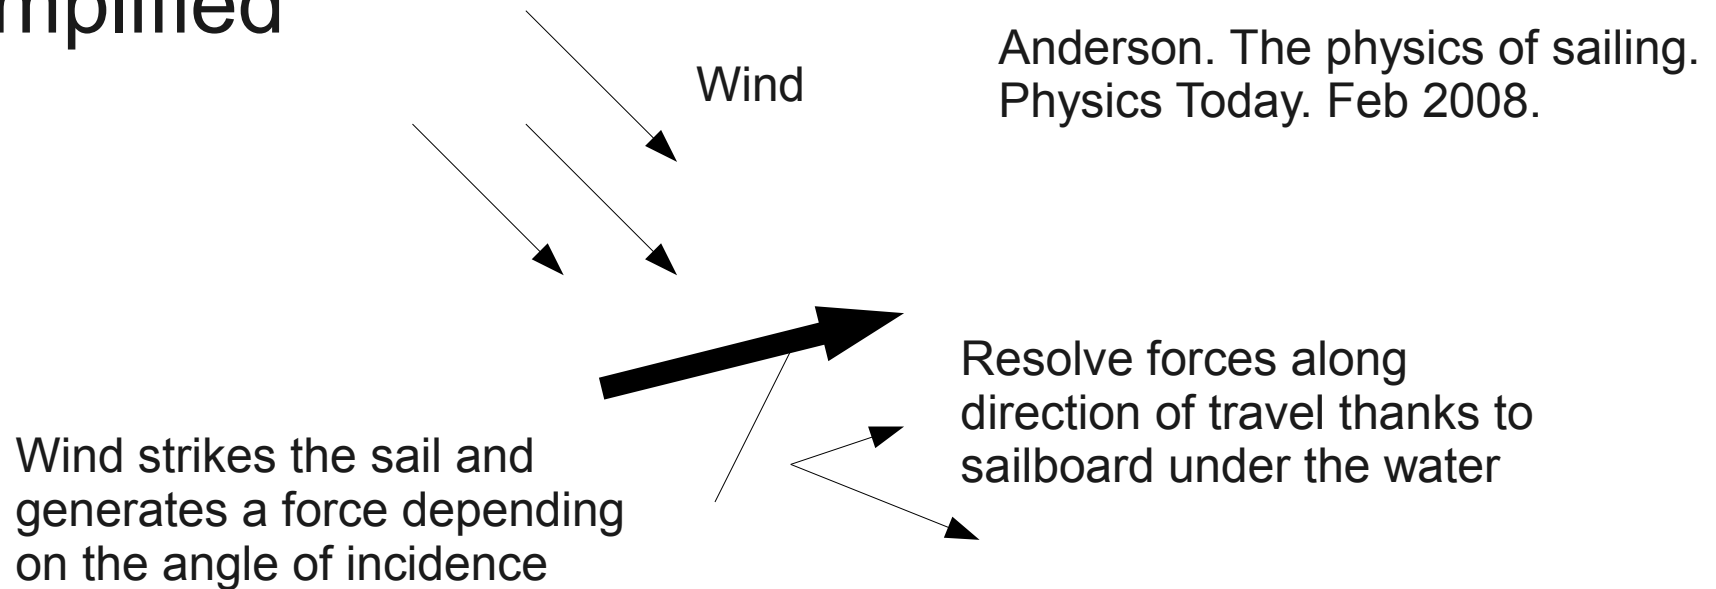 Wind
Anderson. The physics of sailing.
Physics Today. Feb 2008.
Resolve forces along
direction of travel thanks to
sailboard under the water
Wind strikes the sail and
generates a force depending
on the angle of incidence